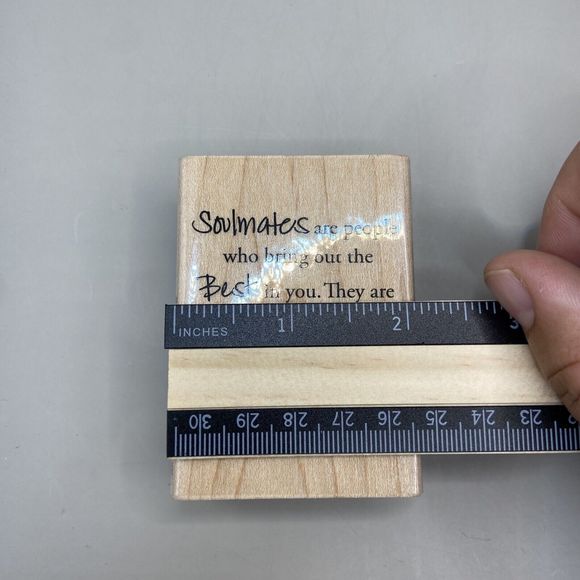 Soulmates are people
who bring out the
Best in you. They are
1 2 3
INCHES
30 29 28 27 26 25 24 23